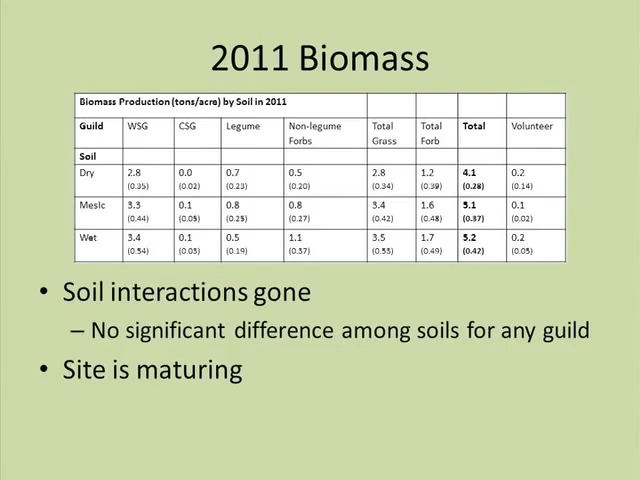 2011 Biomass
Biomass Production (tons/acre) by Soil in 2011
Guild WSG CSG Legume Non-legume Forbs Total Grass Total Forb Total Volunteer
Soil
Dry 2.8 0.0 0.7 0.5 2.8 1.2 4.1 0.2
(0.35) (0.02) (0.23) (0.20) (0.34) (0.39) (0.28) (0.14)
Mesic 3.3 0.1 0.8 0.8 3.4 1.6 5.1 0.1
(0.44) (0.05) (0.25) (0.27) (0.42) (0.48) (0.37) (0.02)
Wet 3.4 0.1 0.5 1.1 3.5 1.7 5.2 0.2
(0.54) (0.03) (0.19) (0.37) (0.53) (0.49) (0.42) (0.05)
• Soil interactions gone
– No significant difference among soils for any guild
• Site is maturing